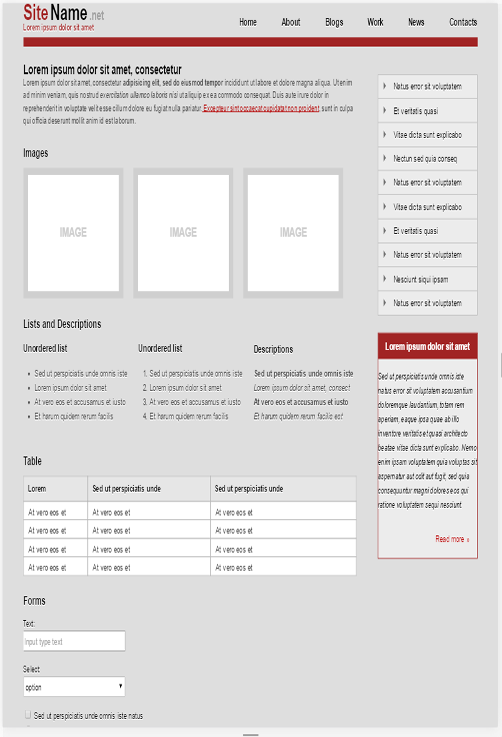 SiteName.net
Lorem ipsum dolor sit amet
Home About Blogs Work News Contacts
Lorem ipsum dolor sit amet, consectetur
Lorem ipsum dolor sit amet, consectetur adipisicing elit, sed do eiusmod tempor incididunt ut labore et dolore magna aliqua. Utenim
ad minim veniam, quis nostrud exercitation ullamco laboris nisi ut aliquip ex ea commodo consequat. Duis aute irure dolor in
reprehenderit in voluptate velit esse cillum dolore eu fugiat nulla pariatur. Excepteur sint occaecat cupidatat non proident, sunt in culpa
qui officia deserunt mollit anim id est laborum.
Images
IMAGE IMAGE IMAGE
Lists and Descriptions
Unordered list
• Sed ut perspiciatis unde omnis iste
• Lorem ipsum dolor sit amet
• At vero eos et accusamus et iusto
• Et harum quidem rerum facilis
Unordered list
1. Sed ut perspiciatis unde omnis iste
2. Lorem ipsum dolor sit amet
3. At vero eos et accusamus et iusto
4. Et harum quidem rerum facilis
Descriptions
Sed ut perspiciatis unde omnis iste
Lorem ipsum dolor sit amet, consect
At vero eos et accusamus et iusto
Et harum quidem rerum facilio est
Table
Lorem Sed ut perspiciatis unde Sed ut perspiciatis unde
At vero eos et At vero eos et At vero eos et
At vero eos et At vero eos et At vero eos et
At vero eos et At vero eos et At vero eos et
At vero eos et At vero eos et At vero eos et
Forms
Text:
Input type text
Select:
option
Sed ut perspiciatis unde omnis iste natus
Natus error sit voluptatem
Et veritatis quasi
Vitae dicta sunt explicabo
Nectun sed quia conseq
Natus error sit voluptatem
Vitae dicta sunt explicabo
Et veritatis quasi
Natus error sit voluptatem
Nesciunt siqui ipsam
Natus error sit voluptatem
Lorem ipsum dolor sit amet
Sed ut perspiciatis unde omnis iste
natus error sit voluptatem accusantium
doloremque laudantium, totam rem
aperiam, eaque ipsa quae ab illo
inventore veritatis et quasi architecto
beatae vitae dicta sunt explicabo. Nemo
enim ipsam voluptatem quia voluptas sit
aspernatur aut odit aut fugit, sed quia
consequuntur magni dolores eos qui
ratione voluptatem sequi nesciunt.
Read more »